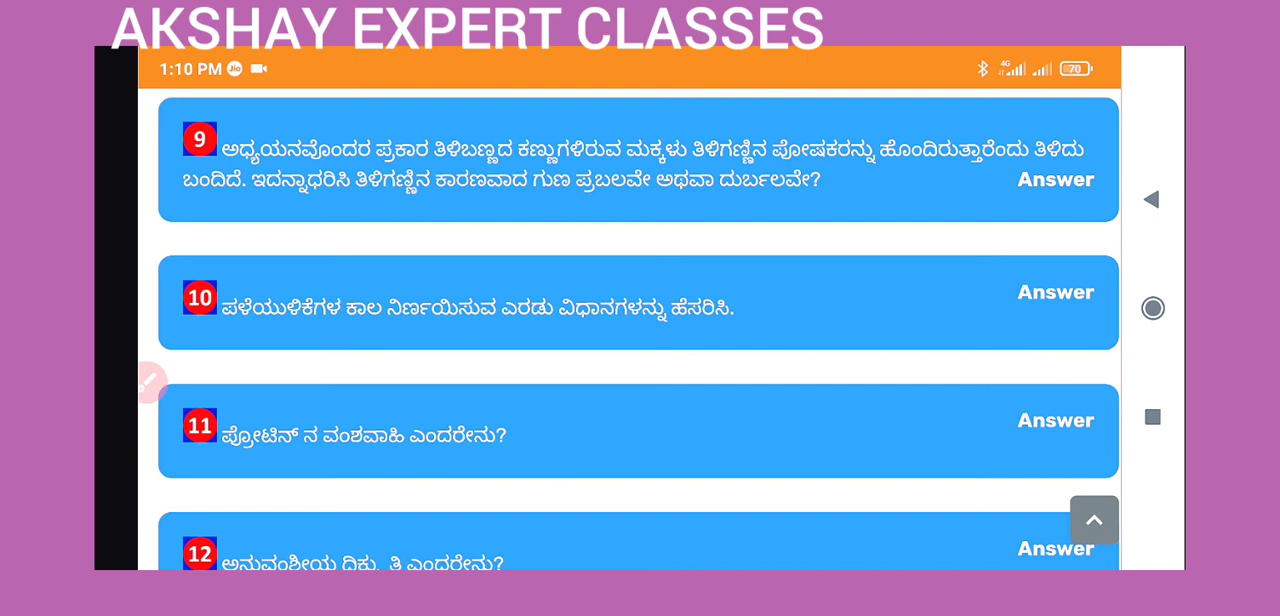 AKSHAY EXPERT CLASSES
1:10 PM Jio 4G 70
9 ಅಧ್ಯಯನವೊಂದರ ಪ್ರಕಾರ ತಿಳಿಬಣ್ಣದ ಕಣ್ಣುಗಳಿರುವ ಮಕ್ಕಳು ತಿಳಿಗಣ್ಣಿನ ಪೋಷಕರನ್ನು ಹೊಂದಿರುತ್ತಾರೆಂದು ತಿಳಿದು
ಬಂದಿದೆ. ಇದನ್ನಾಧರಿಸಿ ತಿಳಿಗಣ್ಣಿನ ಕಾರಣವಾದ ಗುಣ ಪ್ರಬಲವೇ ಅಥವಾ ದುರ್ಬಲವೇ? Answer
10 ಪಳೆಯುಳಿಕೆಗಳ ಕಾಲ ನಿರ್ಣಯಿಸುವ ಎರಡು ವಿಧಾನಗಳನ್ನು ಹೆಸರಿಸಿ. Answer
11 ಪ್ರೋಟಿನ್ ನ ವಂಶವಾಹಿ ಎಂದರೇನು? Answer
12 ಅನುವಂಶೀಯ ಎಂದರೇನು? Answer